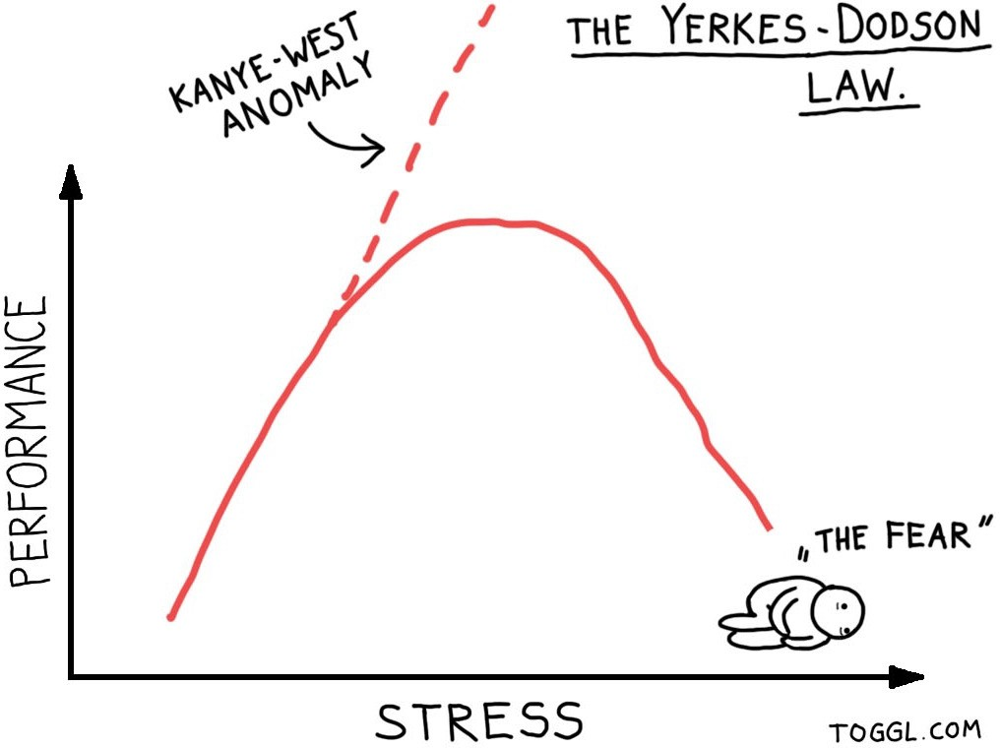 THE YERKES-DODSON
LAW.
KANYE-WEST
ANOMALY
PERFORMANCE
„THE FEAR”
STRESS
TOGGL.COM